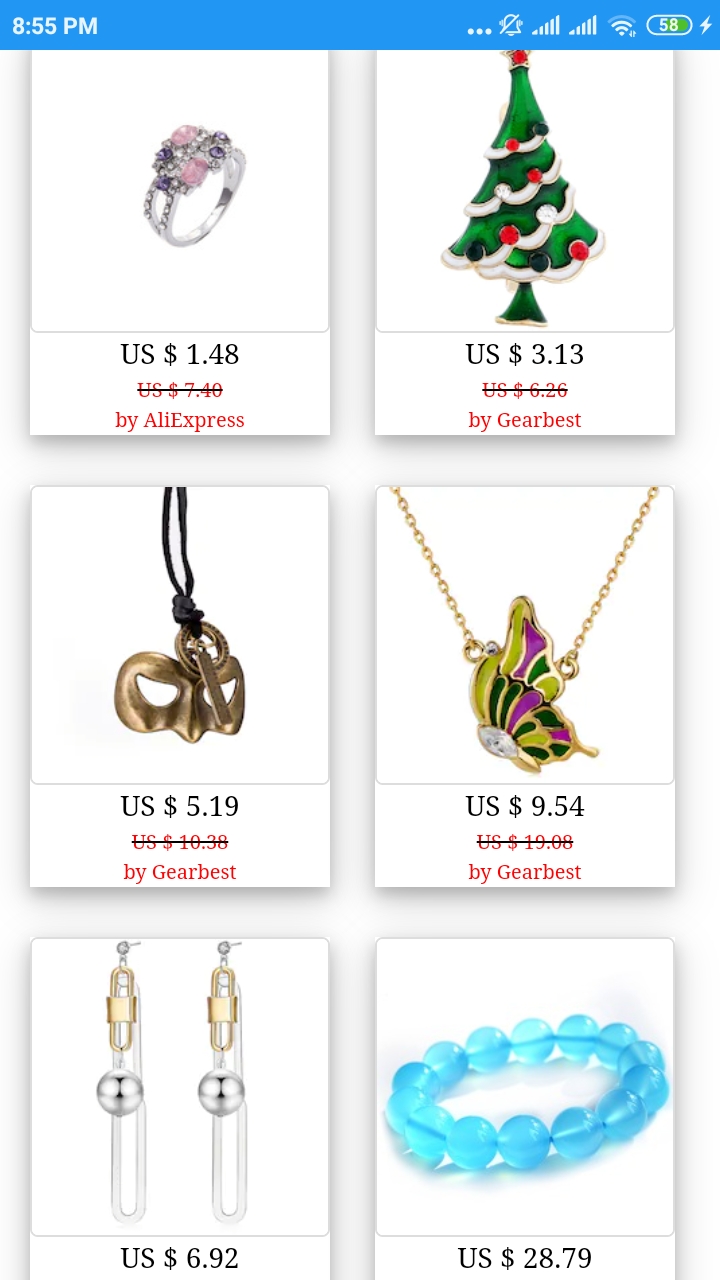 8:55 PM
58
US $ 1.48
US $ 7.40
by AliExpress
US $ 3.13
US $ 6.26
by Gearbest
US $ 5.19
US $ 10.38
by Gearbest
US $ 9.54
US $ 19.08
by Gearbest
US $ 6.92
US $ 28.79